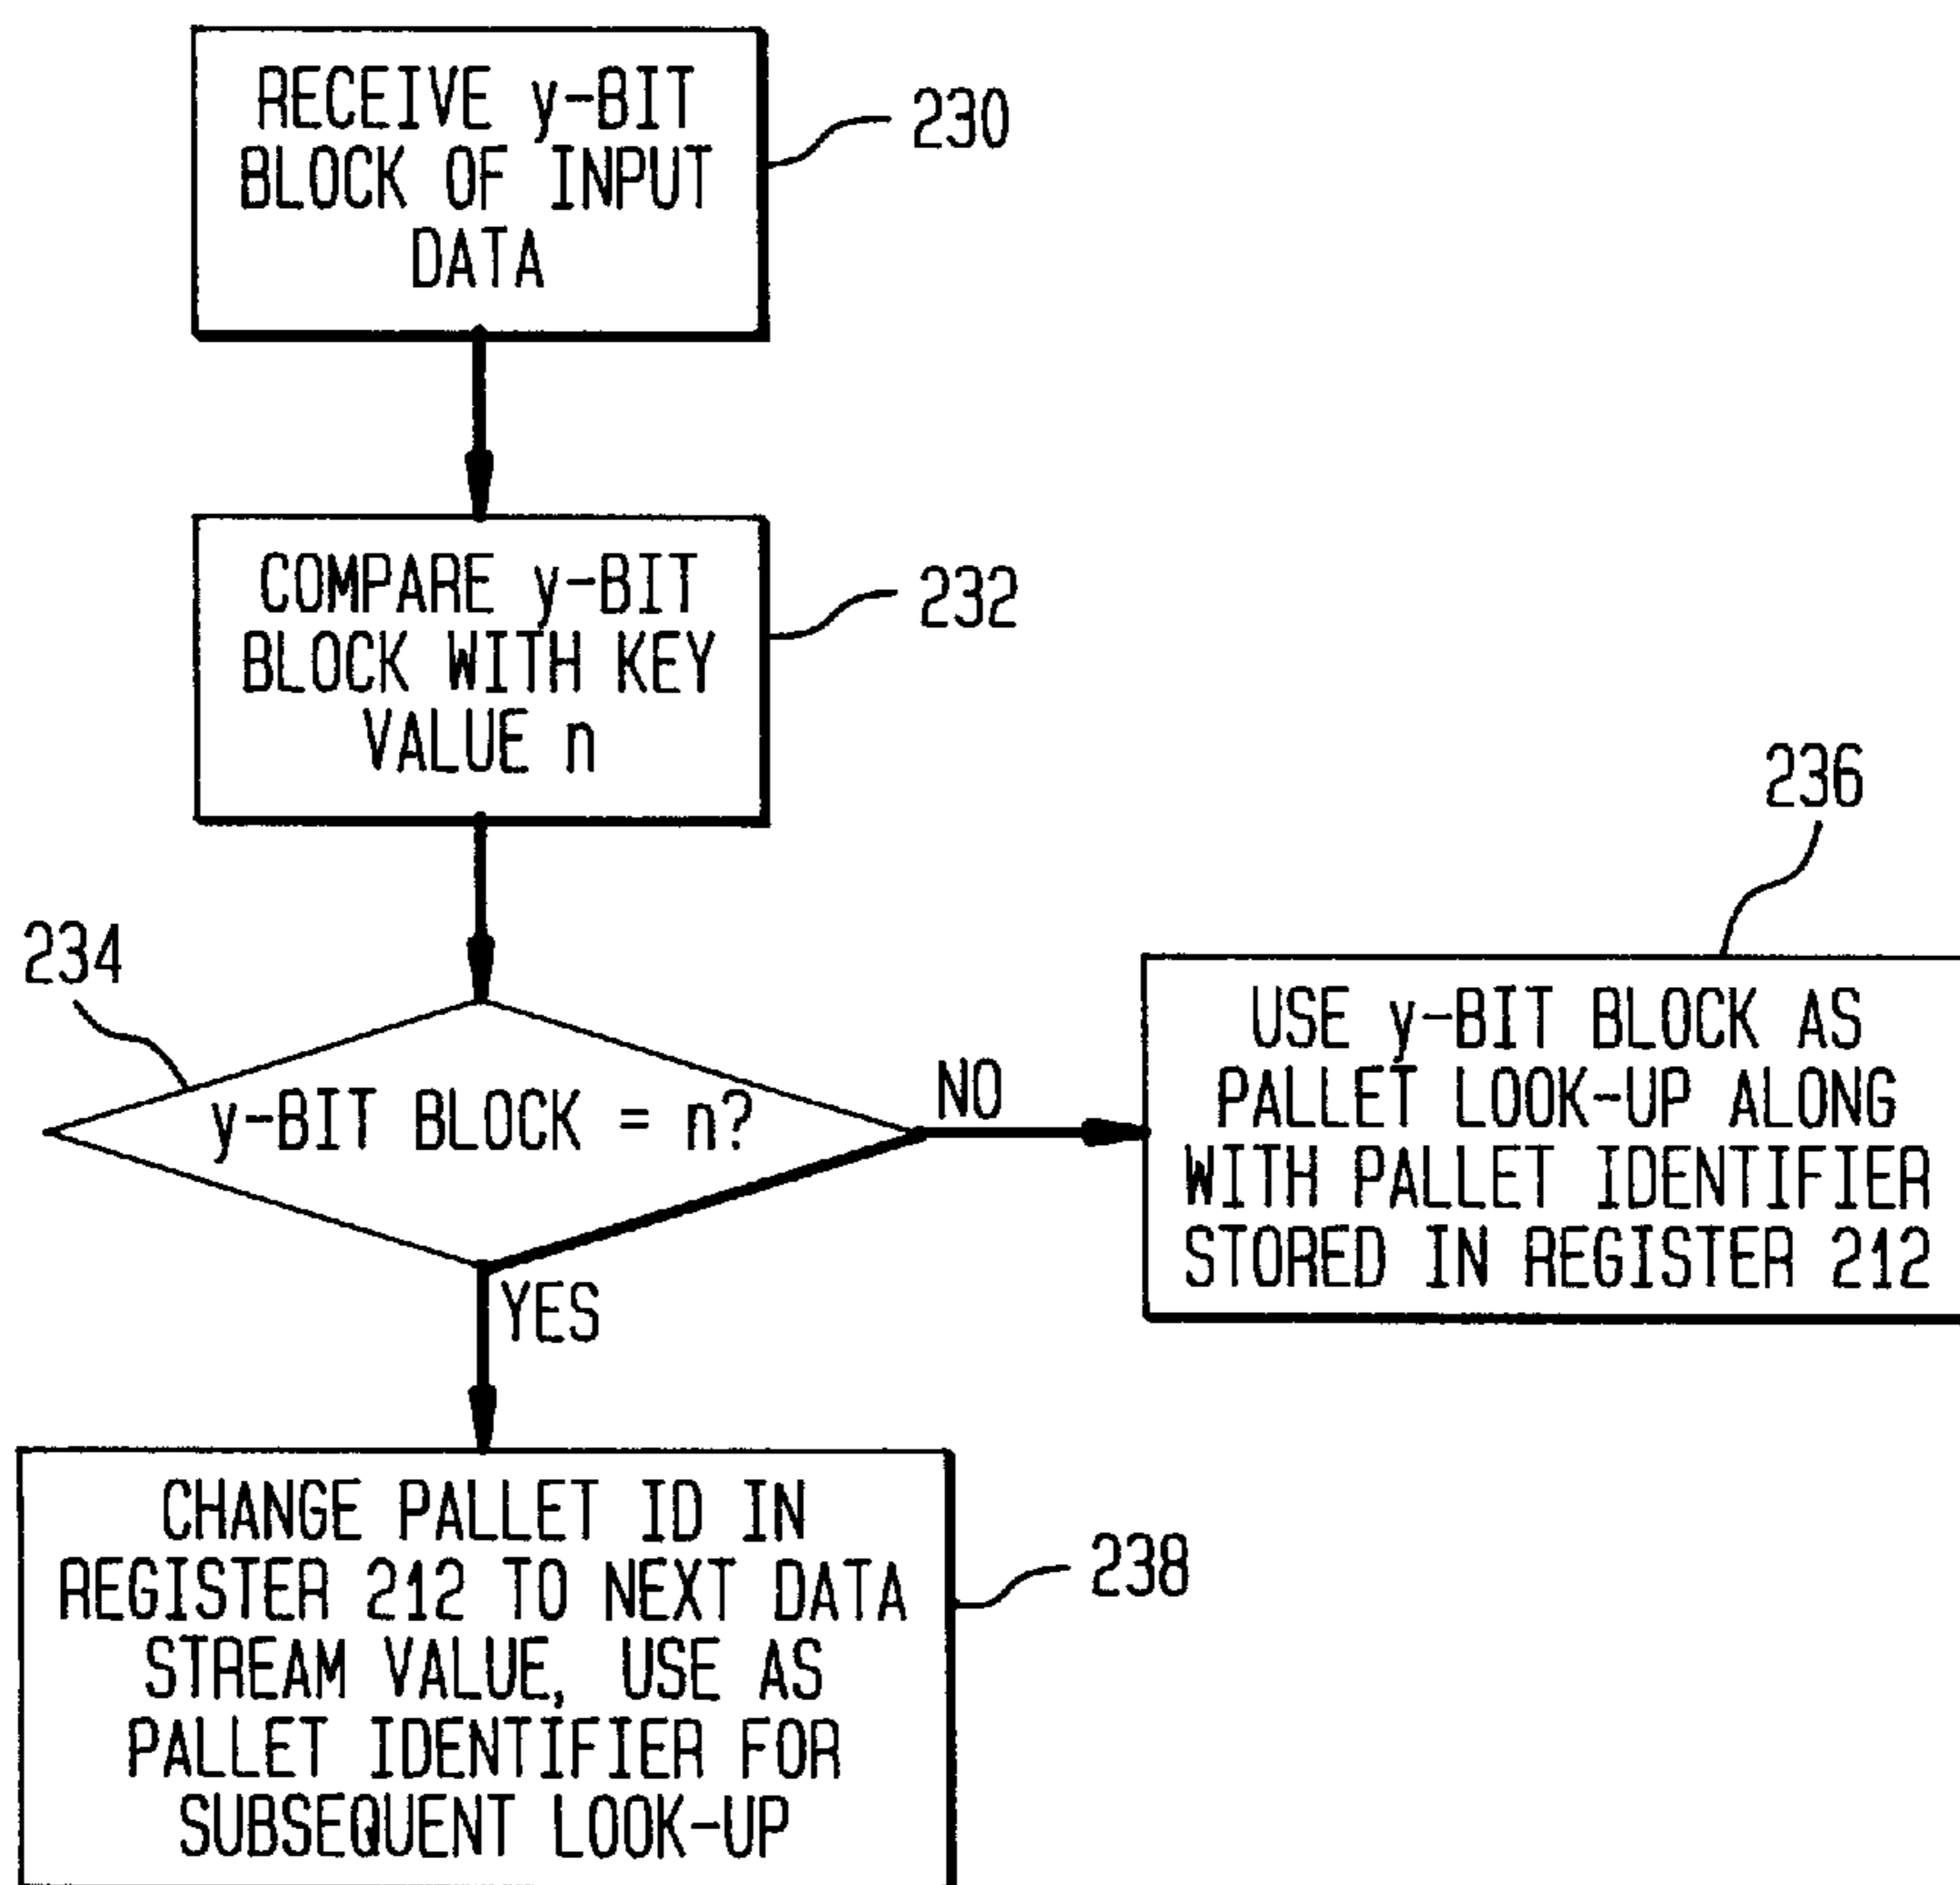 RECEIVE y-BIT
BLOCK OF INPUT
DATA
230
COMPARE y-BIT
BLOCK WITH KEY
VALUE n
232
234
y-BIT BLOCK = n?
NO
YES
236
USE y-BIT BLOCK AS
PALLET LOOK-UP ALONG
WITH PALLET IDENTIFIER
STORED IN REGISTER 212
CHANGE PALLET ID IN
REGISTER 212 TO NEXT DATA
STREAM VALUE, USE AS
PALLET IDENTIFIER FOR
SUBSEQUENT LOOK-UP
238